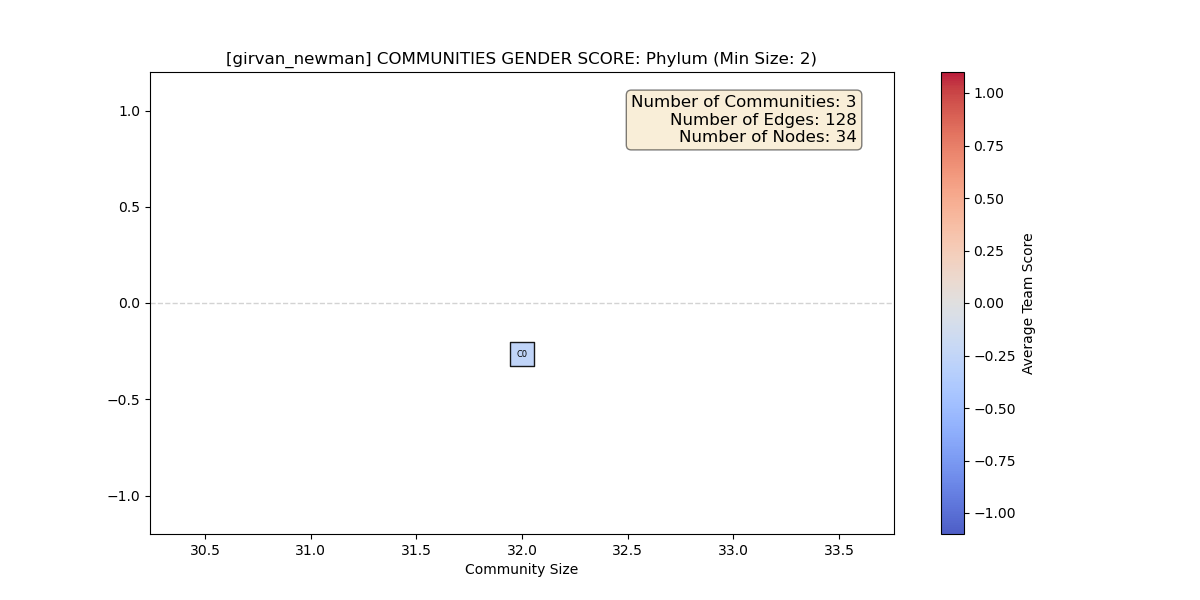 [girvan_newman] COMMUNITIES GENDER SCORE: Phylum (Min Size: 2)
Number of Communities: 3
Number of Edges: 128
Number of Nodes: 34
1.0
0.5
0.0
−0.5
−1.0
C0
30.5 31.0 31.5 32.0 32.5 33.0 33.5
Community Size
1.00
0.75
0.50
0.25
0.00
−0.25
−0.50
−0.75
−1.00
Average Team Score